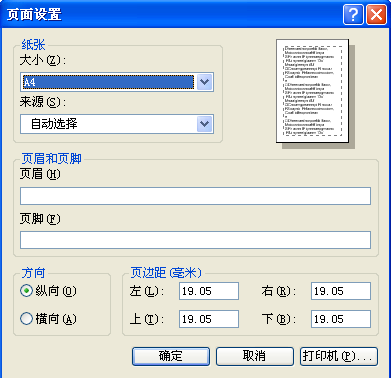 页面设置
纸张
大小(Z):
A4
来源(S):
自动选择
页眉和页脚
页眉(H)
页脚(F)
方向
纵向(O)
横向(A)
页边距(毫米)
左(L): 19.05 右(R): 19.05
上(T): 19.05 下(B): 19.05
确定 取消 打印机(P)...